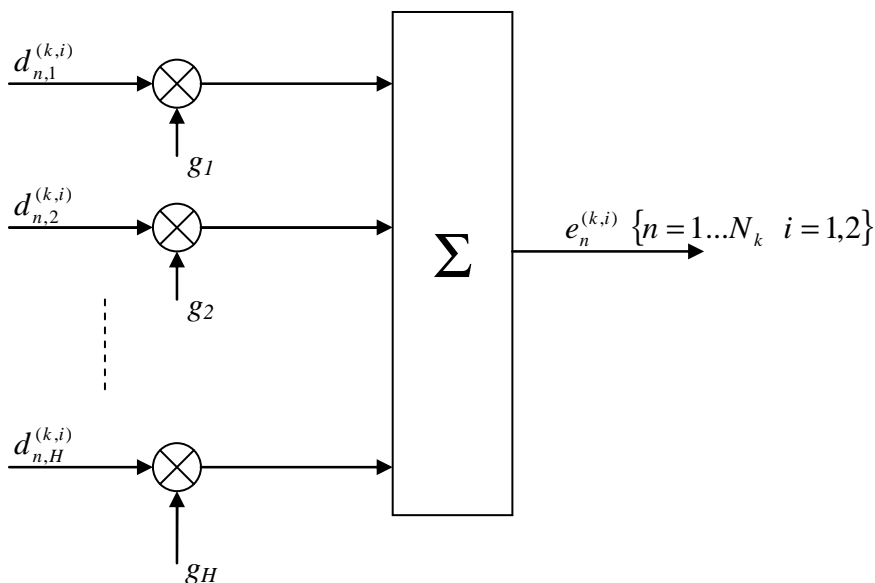 d_{n,1}^{(k,i)}
g_1
d_{n,2}^{(k,i)}
g_2
d_{n,H}^{(k,i)}
g_H
Σ
e_n^{(k,i)} {n = 1...N_k i = 1,2}